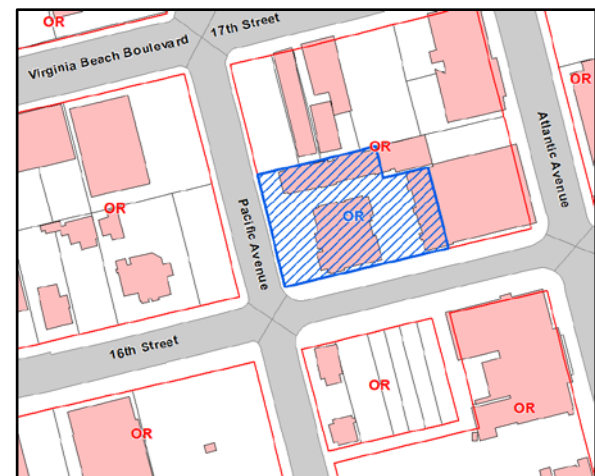 OR
17th Street
Virginia Beach Boulevard
OR
Atlantic Avenue
OR
OR
Pacific Avenue
OR
16th Street
OR
OR
OR